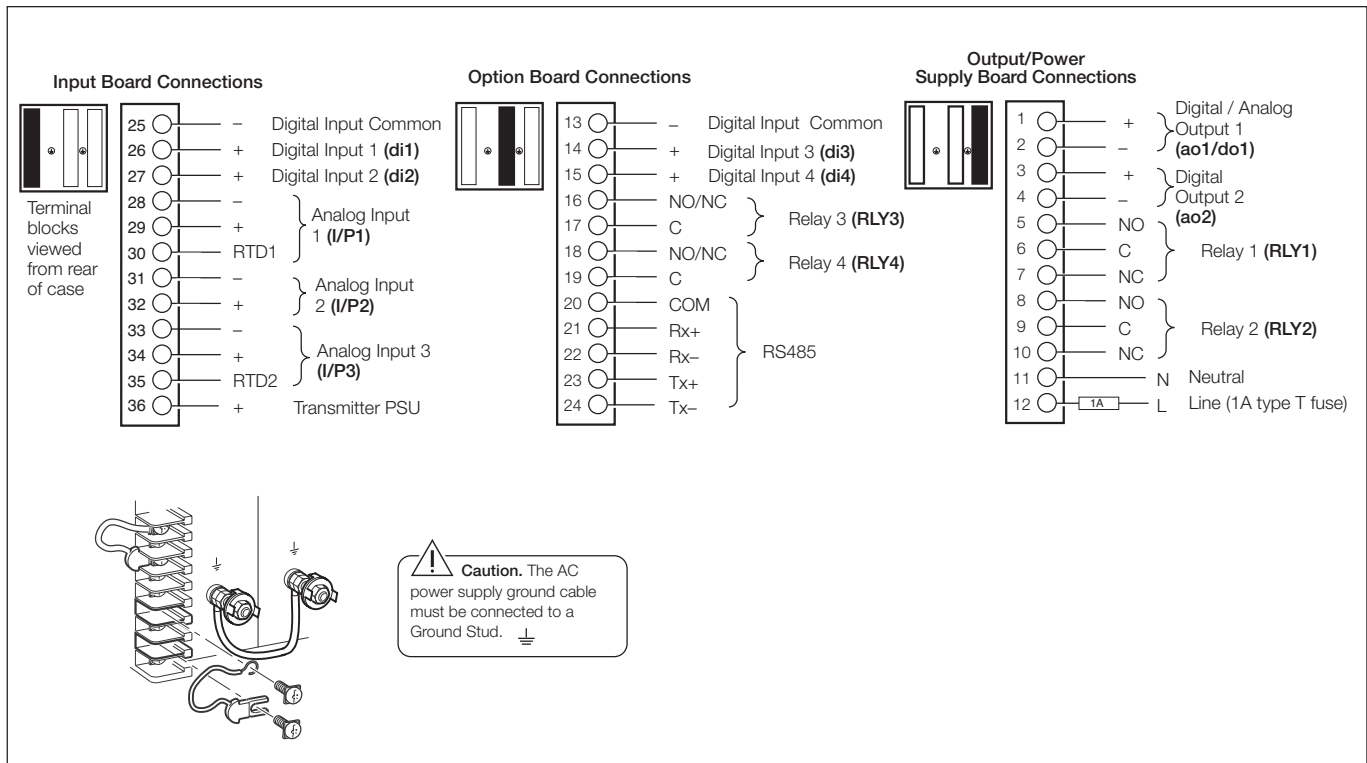 Input Board Connections
25 – Digital Input Common
26 + Digital Input 1 (di1)
27 + Digital Input 2 (di2)
28 –
29 +
30 RTD1
Analog Input
1 (I/P1)
31 –
32 +
Analog Input
2 (I/P2)
33 –
34 +
35 RTD2
Analog Input 3
(I/P3)
36 + Transmitter PSU
Terminal
blocks
viewed
from rear
of case
Option Board Connections
13 – Digital Input Common
14 + Digital Input 3 (di3)
15 + Digital Input 4 (di4)
16 NO/NC
17 C
Relay 3 (RLY3)
18 NO/NC
19 C
Relay 4 (RLY4)
20 COM
21 Rx+
22 Rx–
23 Tx+
24 Tx–
RS485
Output/Power
Supply Board Connections
1 +
2 –
Digital / Analog
Output 1
(ao1/do1)
3 +
4 –
Digital
Output 2
(ao2)
5 NO
6 C
7 NC
Relay 1 (RLY1)
8 NO
9 C
10 NC
Relay 2 (RLY2)
11 N Neutral
12 1A L Line (1A type T fuse)
Caution. The AC
power supply ground cable
must be connected to a
Ground Stud.